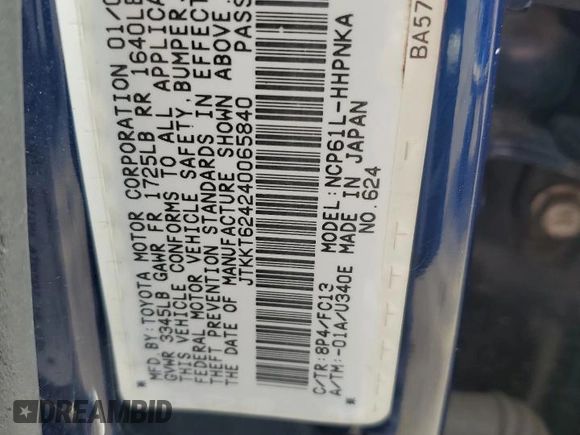 MFD. BY: TOYOTA MOTOR CORPORATION 01/0
GVWR 3345LB GAWR FR 1725LB RR 1640LB
THIS VEHICLE CONFORMS TO ALL APPLICA
FEDERAL MOTOR VEHICLE SAFETY, BUMPER,
THEFT PREVENTION STANDARDS IN EFFECT
THE DATE OF MANUFACTURE SHOWN ABOVE
* JTKKT624240065840 PASS
C/TR: 8P4/FC13 MODEL: NCP61L-HHPNKA
A/TM: -01A/U340E MADE IN JAPAN
* NO. 624
BA57
DREAMBID